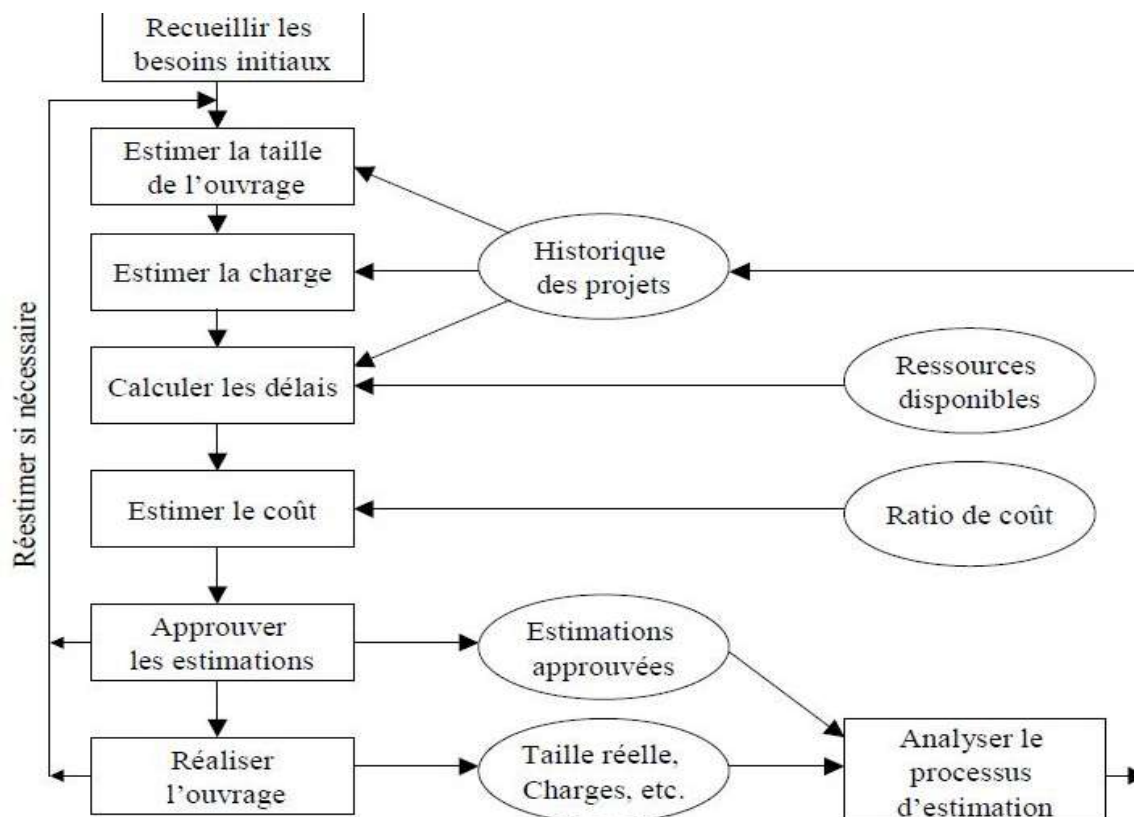 Recueillir les
besoins initiaux
Estimer la taille
de l'ouvrage
Historique
des projets
Estimer la charge
Réestimer si nécessaire
Calculer les délais
Ressources
disponibles
Estimer le coût
Ratio de coût
Approuver
les estimations
Estimations
approuvées
Réaliser
l'ouvrage
Taille réelle,
Charges, etc.
Analyser le
processus
d'estimation